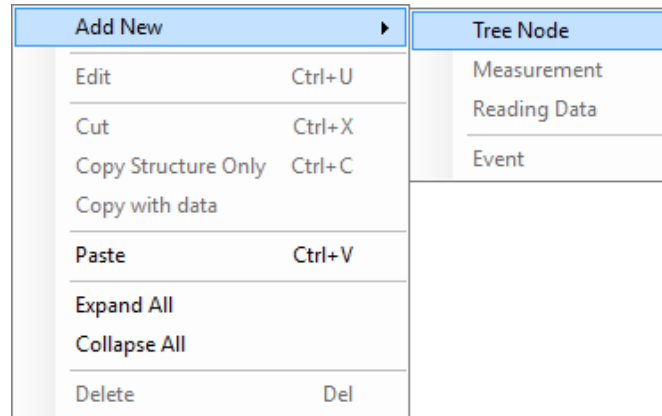 Add New
Edit Ctrl+U
Cut Ctrl+X
Copy Structure Only Ctrl+C
Copy with data
Paste Ctrl+V
Expand All
Collapse All
Delete Del
Tree Node
Measurement
Reading Data
Event